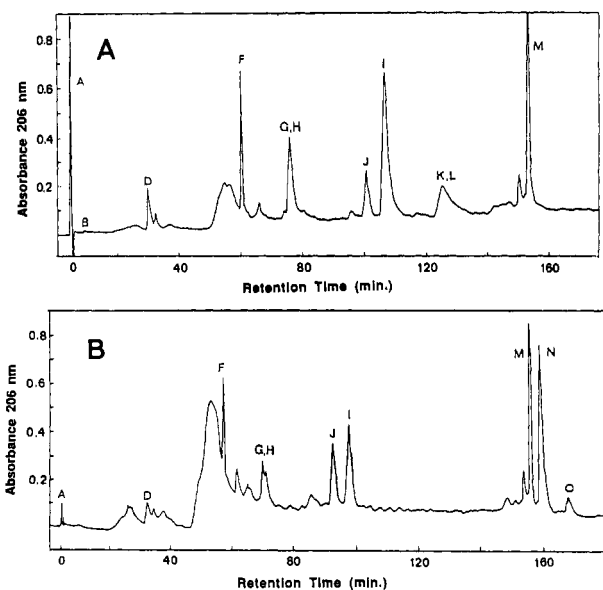 A
0.8
0.6
0.4
0.2
Absorbance 206 nm
A
B
D
F
G,H
J
I
K,L
M
0 40 80 120 160
Retention Time (min.)
B
0.8
0.6
0.4
0.2
Absorbance 206 nm
A
D
F
G,H
J
I
M
N
O
0 40 80 120 160
Retention Time (min.)